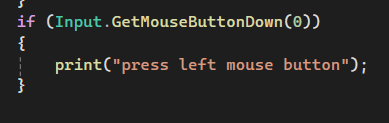 }
if (Input.GetMouseButtonDown(0))
{
    print("press left mouse button");
}